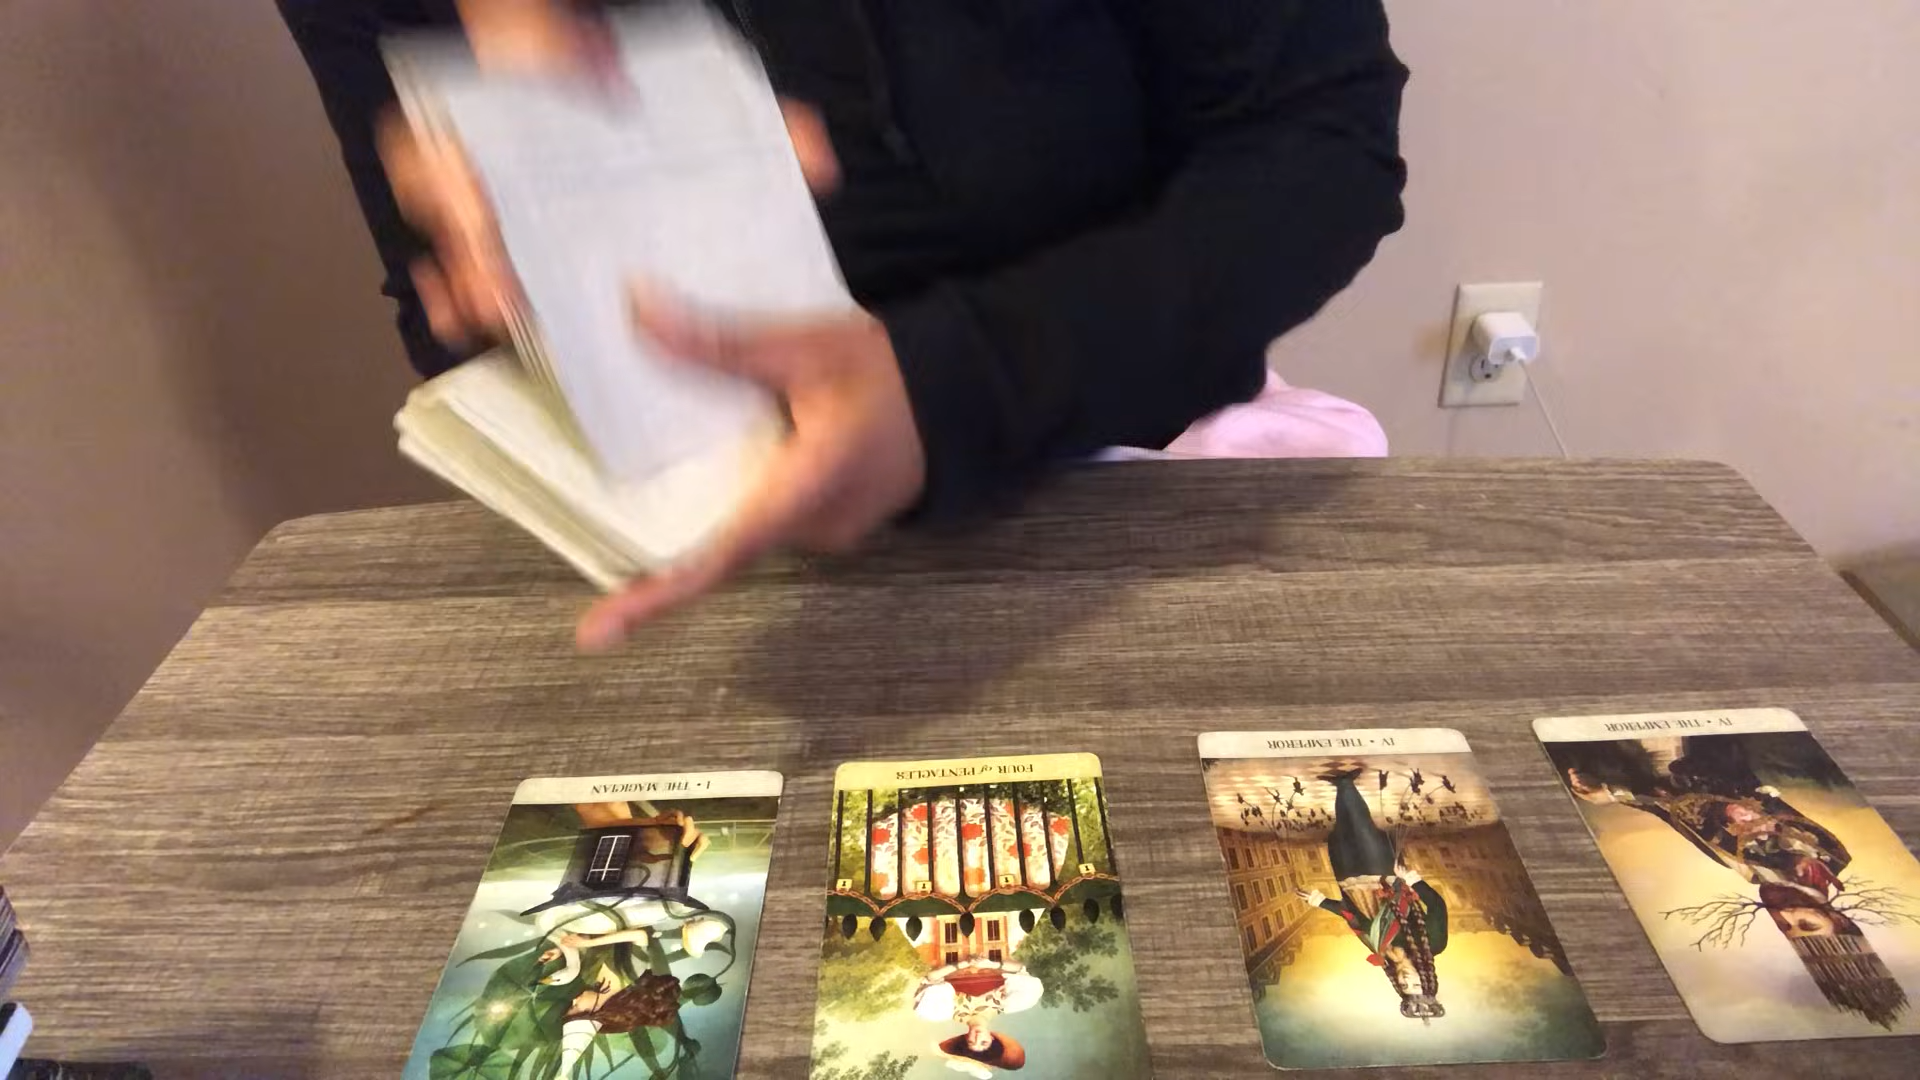 I • THE MAGICIAN
FOUR of PENTACLES
IV • THE EMPEROR
IV • THE EMPEROR